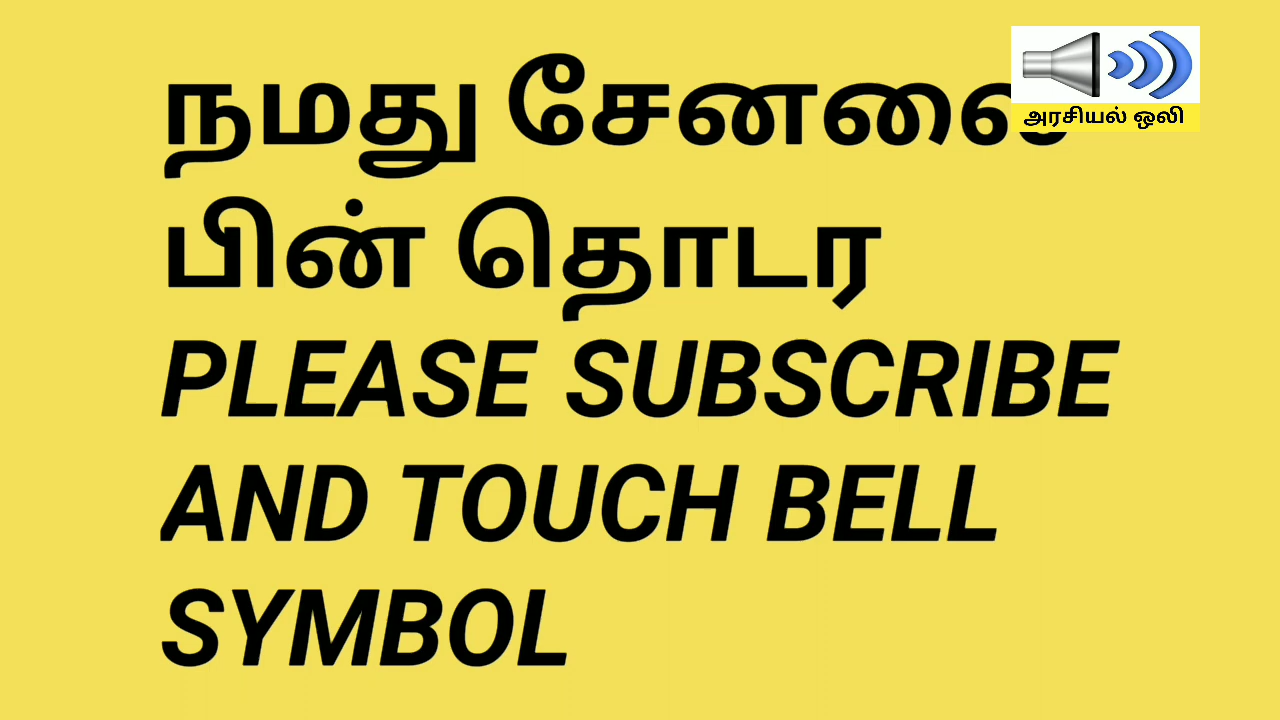 நமது சேனலை
பின் தொடர
PLEASE SUBSCRIBE
AND TOUCH BELL
SYMBOL
அரசியல் ஒலி